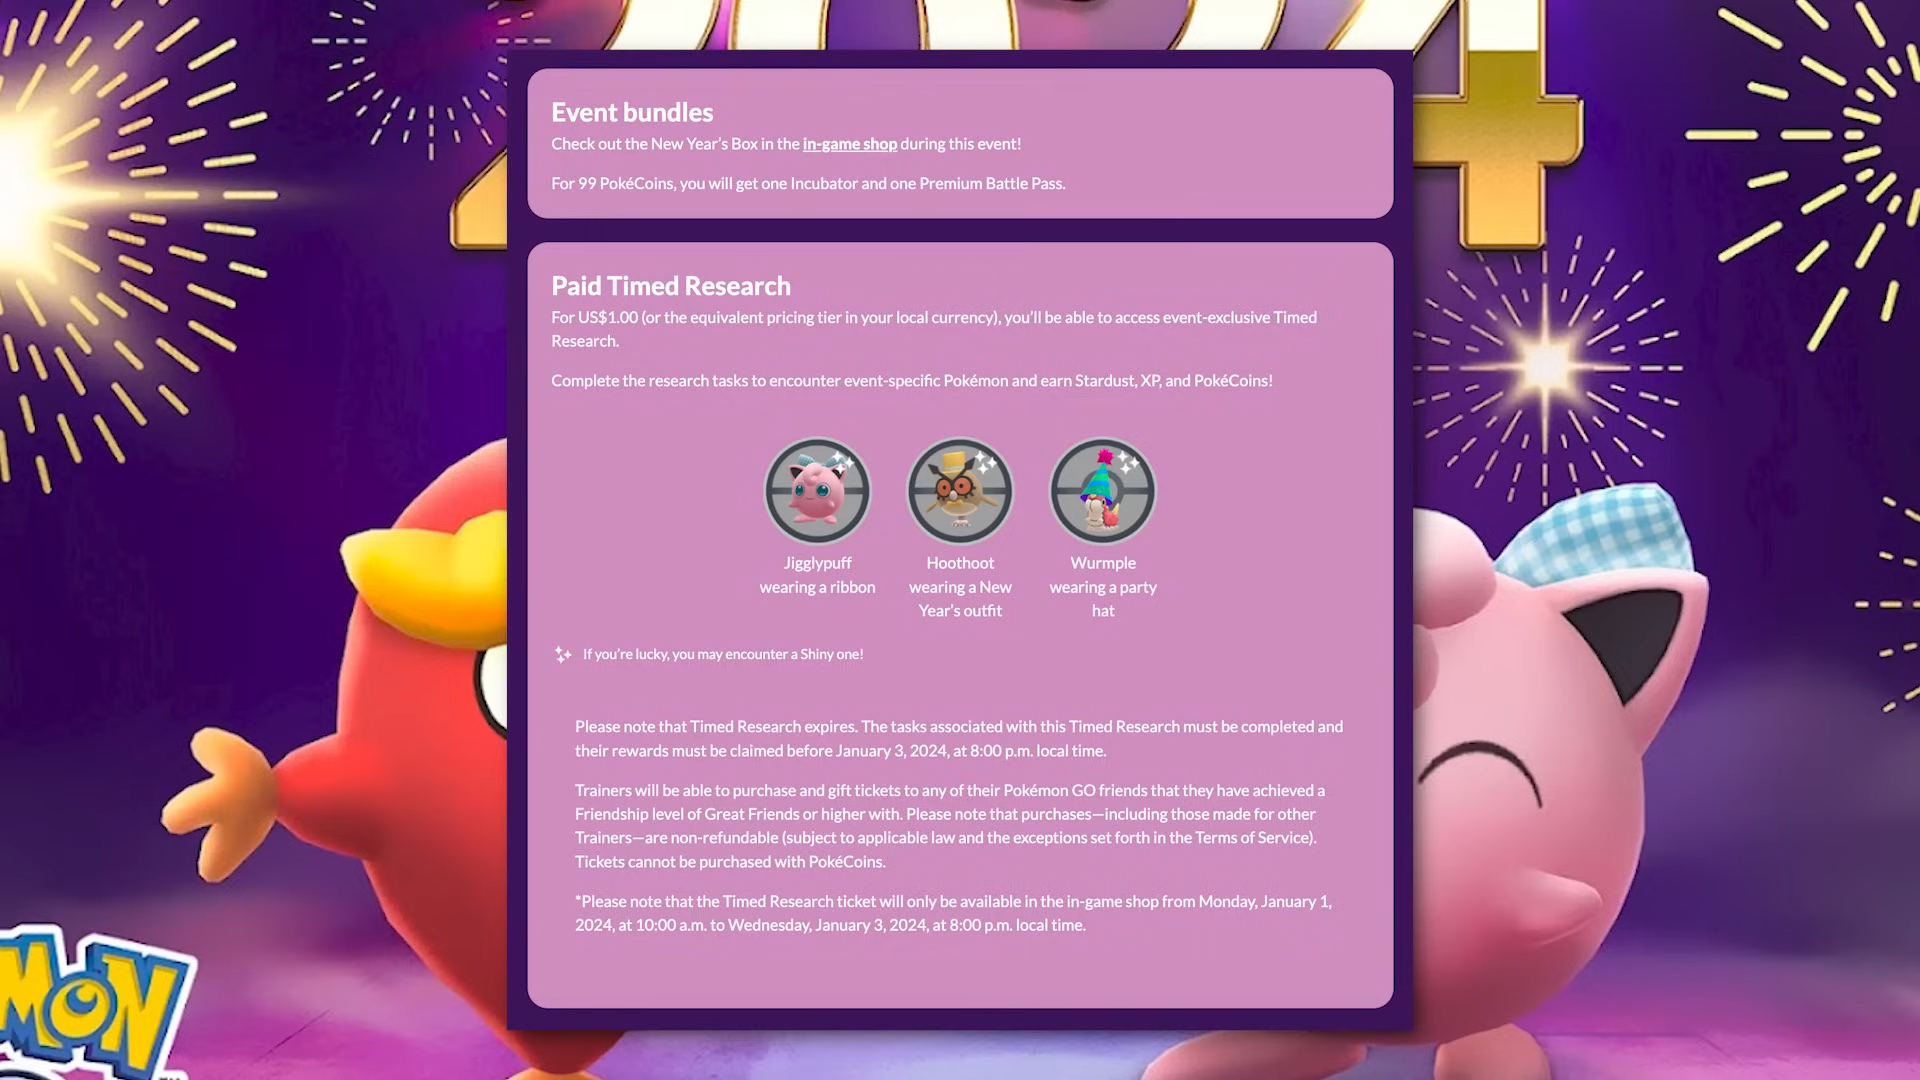 2024
Event bundles
Check out the New Year's Box in the in-game shop during this event!
For 99 PokéCoins, you will get one Incubator and one Premium Battle Pass.
Paid Timed Research
For US$1.00 (or the equivalent pricing tier in your local currency), you'll be able to access event-exclusive Timed
Research.
Complete the research tasks to encounter event-specific Pokémon and earn Stardust, XP, and PokéCoins!
Jigglypuff
wearing a ribbon
Hoothoot
wearing a New
Year's outfit
Wurmple
wearing a party
hat
If you're lucky, you may encounter a Shiny one!
Please note that Timed Research expires. The tasks associated with this Timed Research must be completed and
their rewards must be claimed before January 3, 2024, at 8:00 p.m. local time.
Trainers will be able to purchase and gift tickets to any of their Pokémon GO friends that they have achieved a
Friendship level of Great Friends or higher with. Please note that purchases—including those made for other
Trainers—are non-refundable (subject to applicable law and the exceptions set forth in the Terms of Service).
Tickets cannot be purchased with PokéCoins.
*Please note that the Timed Research ticket will only be available in the in-game shop from Monday, January 1,
2024, at 10:00 a.m. to Wednesday, January 3, 2024, at 8:00 p.m. local time.
MON